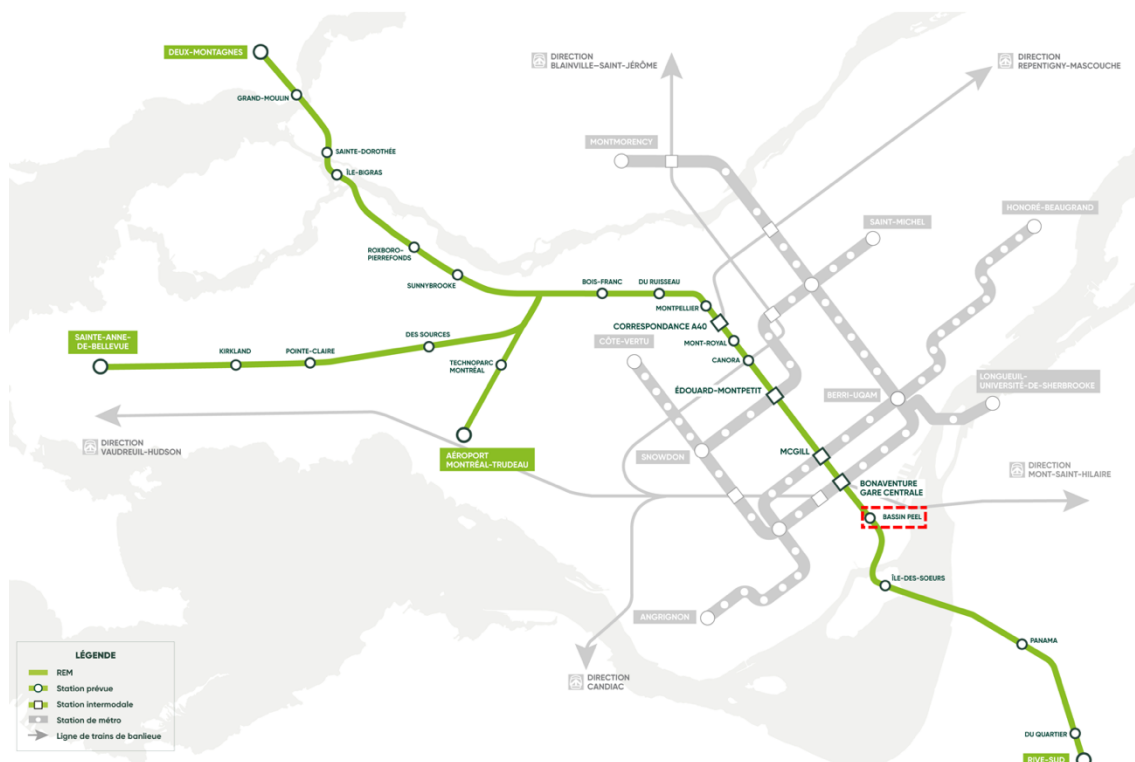 DEUX-MONTAGNES
GRAND-MOULIN
SAINTE-DOROTHÉE
ÎLE-BIGRAS
ROXBORO-
PIERREFONDS
SUNNYBROOKE
BOIS-FRANC
DU RUISSEAU
MONTPELLIER
CORRESPONDANCE A40
MONT-ROYAL
CANORA
ÉDOUARD-MONTPETIT
MCGILL
BONAVENTURE
GARE CENTRALE
BASSIN PEEL
ÎLE-DES-SOEURS
PANAMA
DU QUARTIER
RIVE-SUD
SAINTE-ANNE-
DE-BELLEVUE
KIRKLAND
POINTE-CLAIRE
DES SOURCES
TECHNOPARC
MONTRÉAL
AÉROPORT
MONTRÉAL-TRUDEAU
DIRECTION
BLAINVILLE–SAINT-JÉRÔME
DIRECTION
REPENTIGNY-MASCOUCHE
MONTMORENCY
SAINT-MICHEL
HONORÉ-BEAUGRAND
CÔTE-VERTU
BERRI-UQAM
LONGUEUIL-
UNIVERSITÉ-DE-SHERBROOKE
SNOWDON
ANGRIGNON
DIRECTION
VAUDREUIL-HUDSON
DIRECTION
MONT-SAINT-HILAIRE
DIRECTION
CANDIAC
LÉGENDE
REM
Station prévue
Station intermodale
Station de métro
Ligne de trains de banlieue